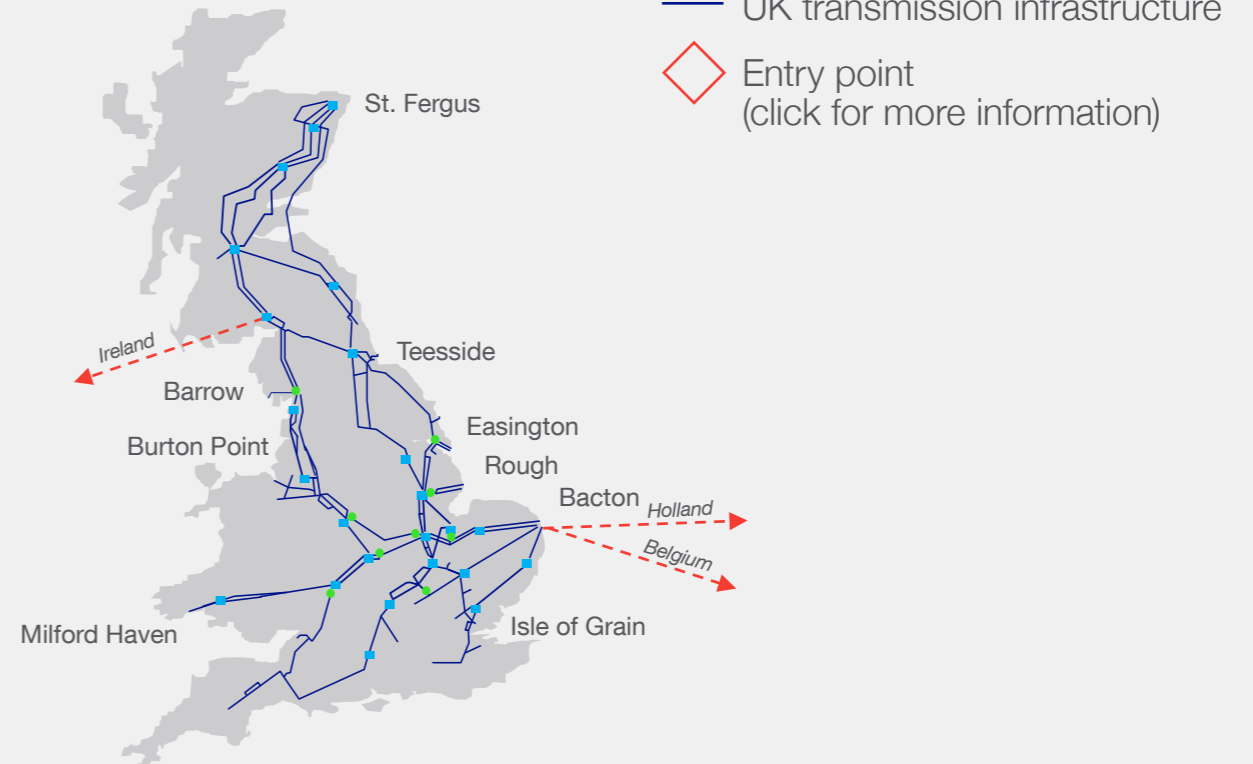 UK transmission infrastructure
Entry point
(click for more information)
St. Fergus
Ireland
Teesside
Barrow
Easington
Burton Point
Rough
Bacton
Holland
Belgium
Milford Haven
Isle of Grain